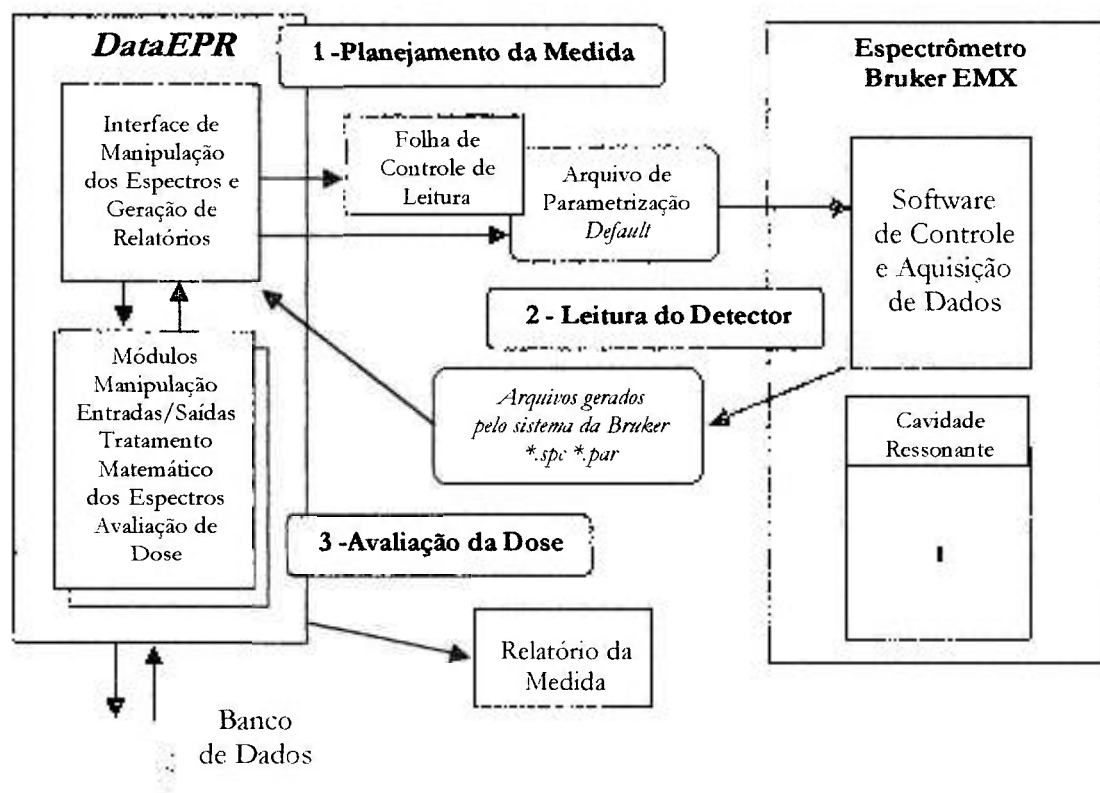 DataEPR
1 -Planejamento da Medida
Espectrômetro
Bruker EMX
Interface de
Manipulação
dos Espectros e
Geração de
Relatórios
Folha de
Controle de
Leitura
Arquivo de
Parametrização
Default
Software
de Controle
e Aquisição
de Dados
2 - Leitura do Detector
Módulos
Manipulação
Entradas/Saídas
Tratamento
Matemático
dos Espectros
Avaliação de
Dose
Arquivos gerados
pelo sistema da Bruker
*.spc *.par
Cavidade
Ressonante
3 -Avaliação da Dose
Relatório da
Medida
Banco
de Dados